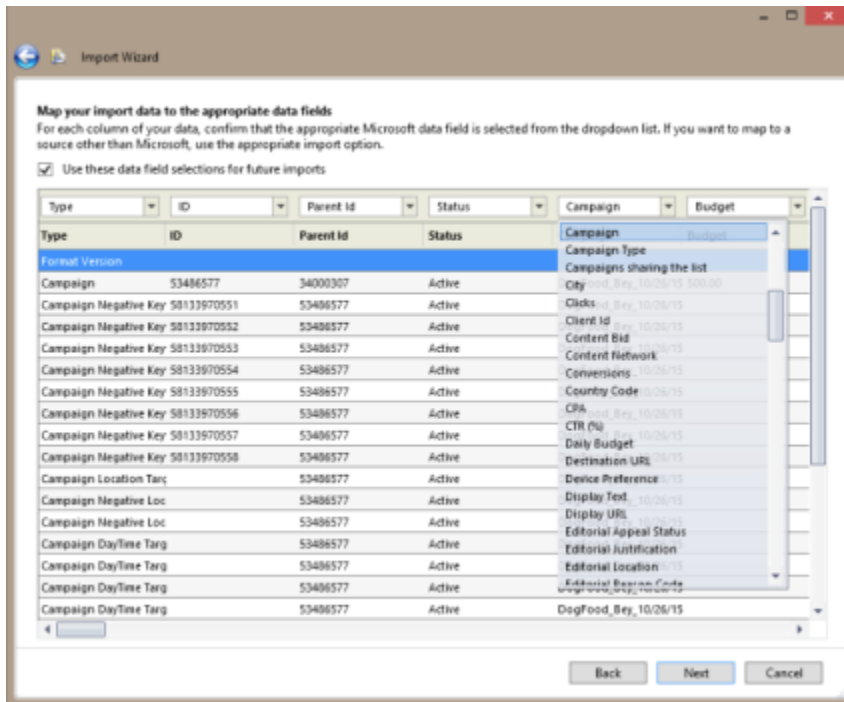 Import Wizard
Map your import data to the appropriate data fields
For each column of your data, confirm that the appropriate Microsoft data field is selected from the dropdown list. If you want to map to a
source other than Microsoft, use the appropriate import option.
Use these data field selections for future imports
Type ID Parent Id Status Campaign Budget
Type ID Parent Id Status Campaign Budget
Format Version Campaign Type
Campaigns sharing the list
Campaign 53486577 34000307 Active City 500.00
Campaign Negative Key 58133970551 53486577 Active Clicks
Campaign Negative Key 58133970552 53486577 Active Client Id
Content Bid
Campaign Negative Key 58133970553 53486577 Active Content Network
Campaign Negative Key 58133970554 53486577 Active Conversions
Campaign Negative Key 58133970555 53486577 Active Country Code
Campaign Negative Key 58133970556 53486577 Active CPA
Campaign Negative Key 58133970557 53486577 Active CTR (%)
Daily Budget
Campaign Negative Key 58133970558 53486577 Active Destination URL
Campaign Location Targ 53486577 Active Device Preference
Campaign Negative Loc 53486577 Active Display Text
Campaign Negative Loc 53486577 Active Display URL
Editorial Appeal Status
Campaign DayTime Targ 53486577 Active Editorial Justification
Campaign DayTime Targ 53486577 Active Editorial Location
Campaign DayTime Targ 53486577 Active Editorial Reason Code
Campaign DayTime Targ 53486577 Active DogFood_Bey_10/26/15
Back Next Cancel